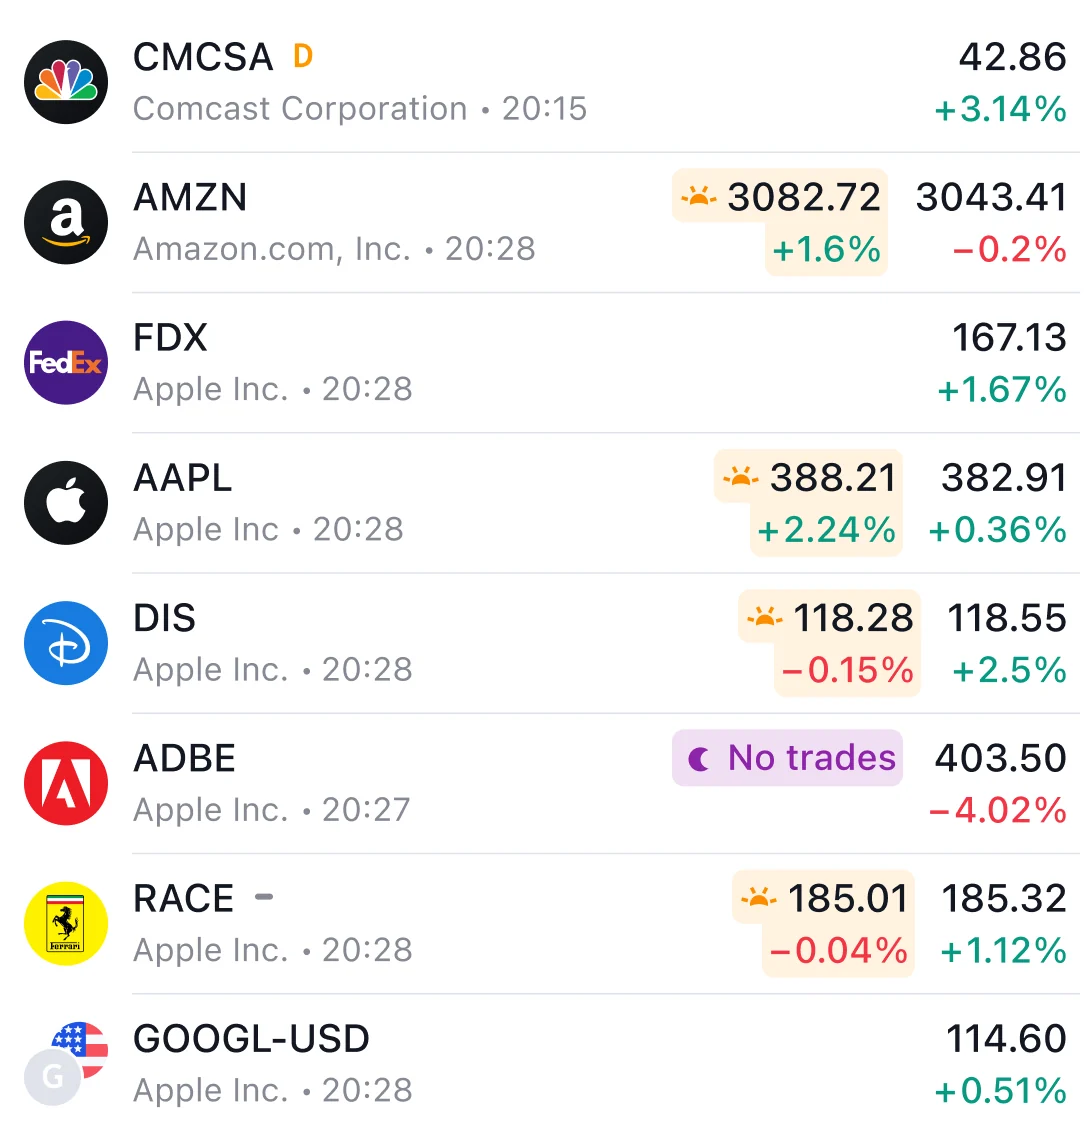 CMCSA D 42.86
Comcast Corporation • 20:15 +3.14%
a
AMZN 3082.72 3043.41
Amazon.com, Inc. • 20:28 +1.6% −0.2%
FedEx
FDX 167.13
Apple Inc. • 20:28 +1.67%
AAPL 388.21 382.91
Apple Inc • 20:28 +2.24% +0.36%
D
DIS 118.28 118.55
Apple Inc. • 20:28 −0.15% +2.5%
ADBE No trades 403.50
Apple Inc. • 20:27 −4.02%
RACE – 185.01 185.32
Ferrari
Apple Inc. • 20:28 −0.04% +1.12%
GOOGL-USD 114.60
G
Apple Inc. • 20:28 +0.51%